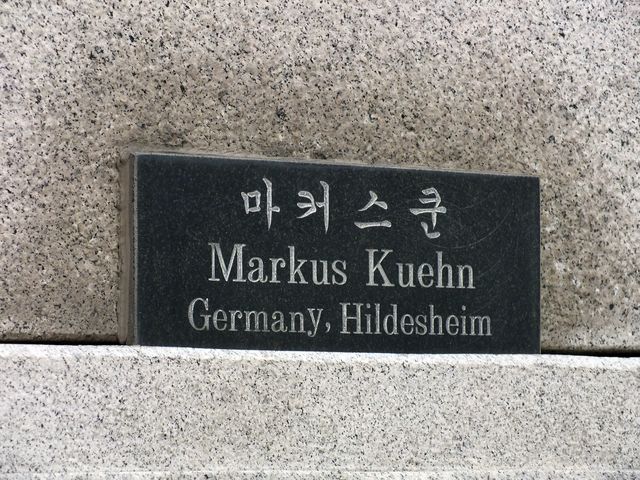 마커스쿤
Markus Kuehn
Germany, Hildesheim